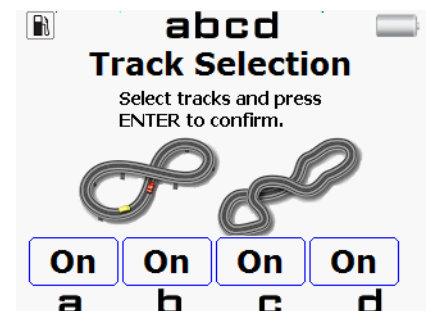 abcd
Track Selection
Select tracks and press
ENTER to confirm.
On On On On
a b c d